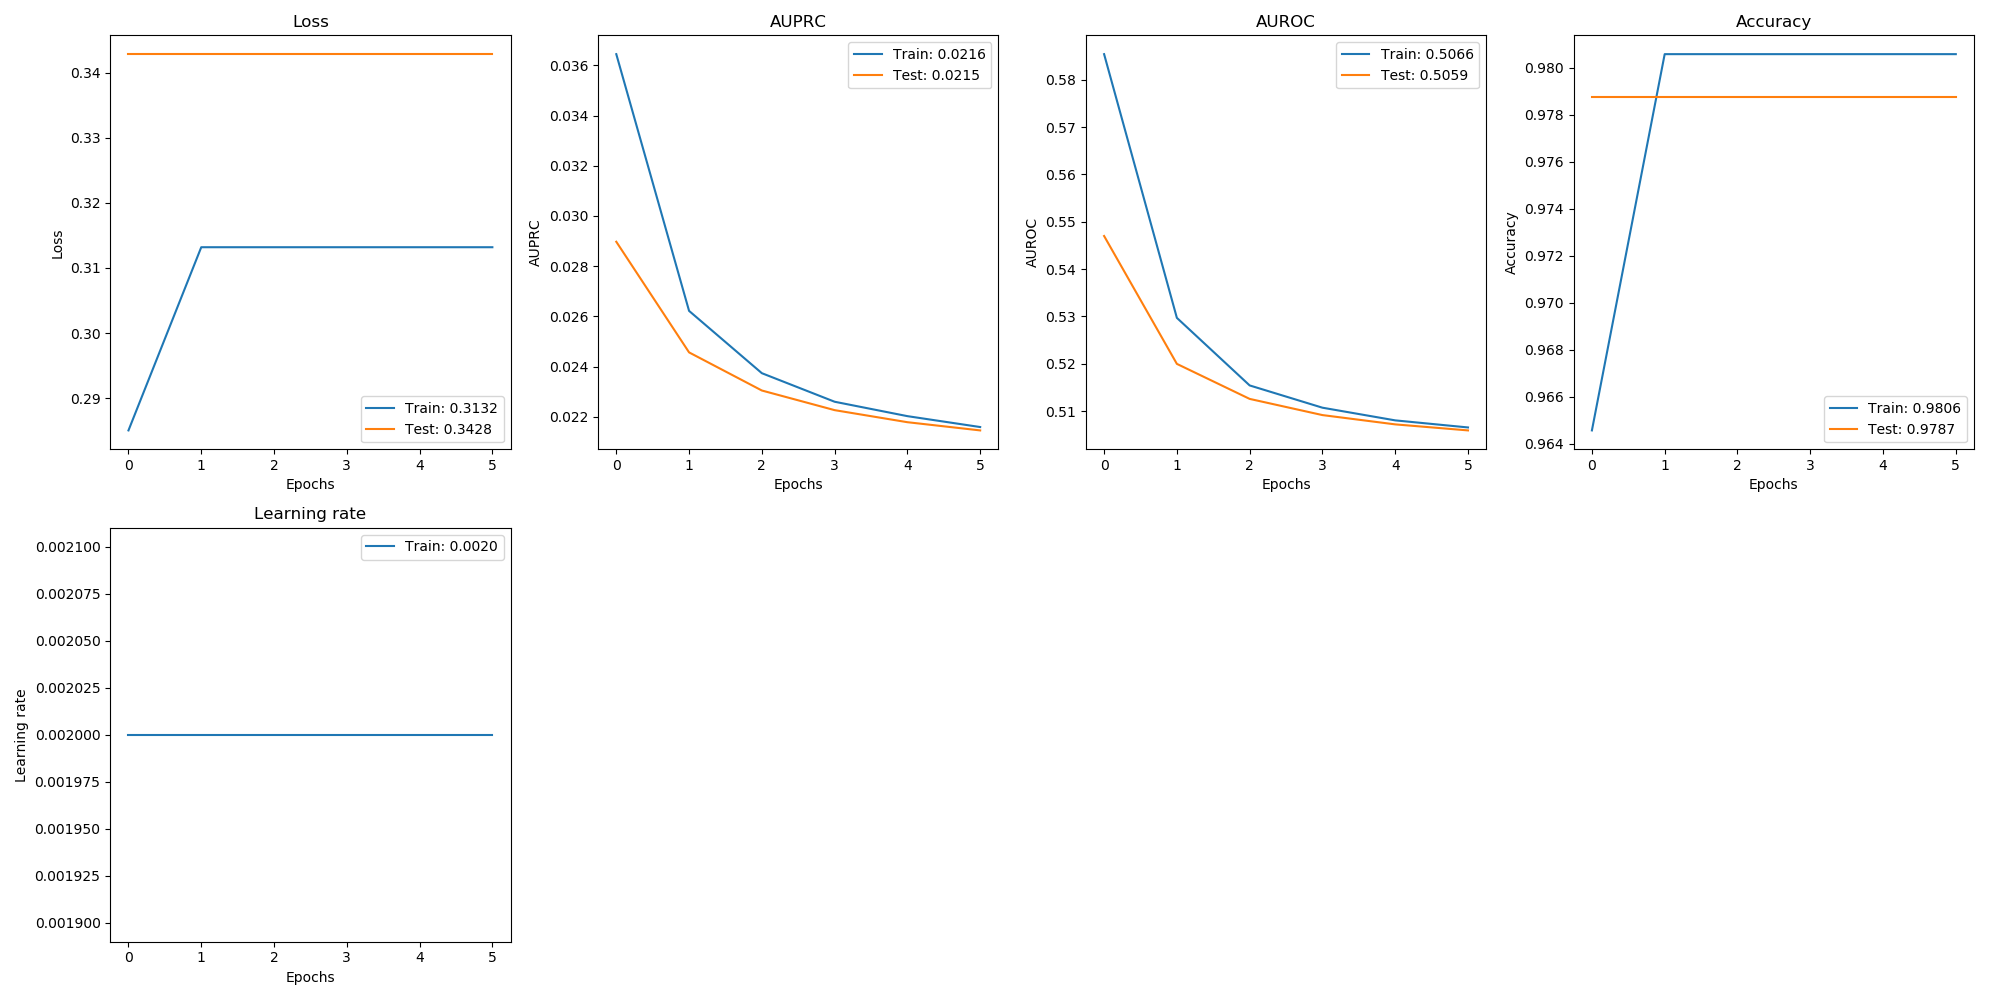 Loss
Loss
0.34
0.33
0.32
0.31
0.30
0.29
Train: 0.3132
Test: 0.3428
0 1 2 3 4 5
Epochs
AUPRC
AUPRC
0.036
0.034
0.032
0.030
0.028
0.026
0.024
0.022
Train: 0.0216
Test: 0.0215
0 1 2 3 4 5
Epochs
AUROC
AUROC
0.58
0.57
0.56
0.55
0.54
0.53
0.52
0.51
Train: 0.5066
Test: 0.5059
0 1 2 3 4 5
Epochs
Accuracy
Accuracy
0.980
0.978
0.976
0.974
0.972
0.970
0.968
0.966
0.964
Train: 0.9806
Test: 0.9787
0 1 2 3 4 5
Epochs
Learning rate
Learning rate
0.002100
0.002075
0.002050
0.002025
0.002000
0.001975
0.001950
0.001925
0.001900
Train: 0.0020
0 1 2 3 4 5
Epochs